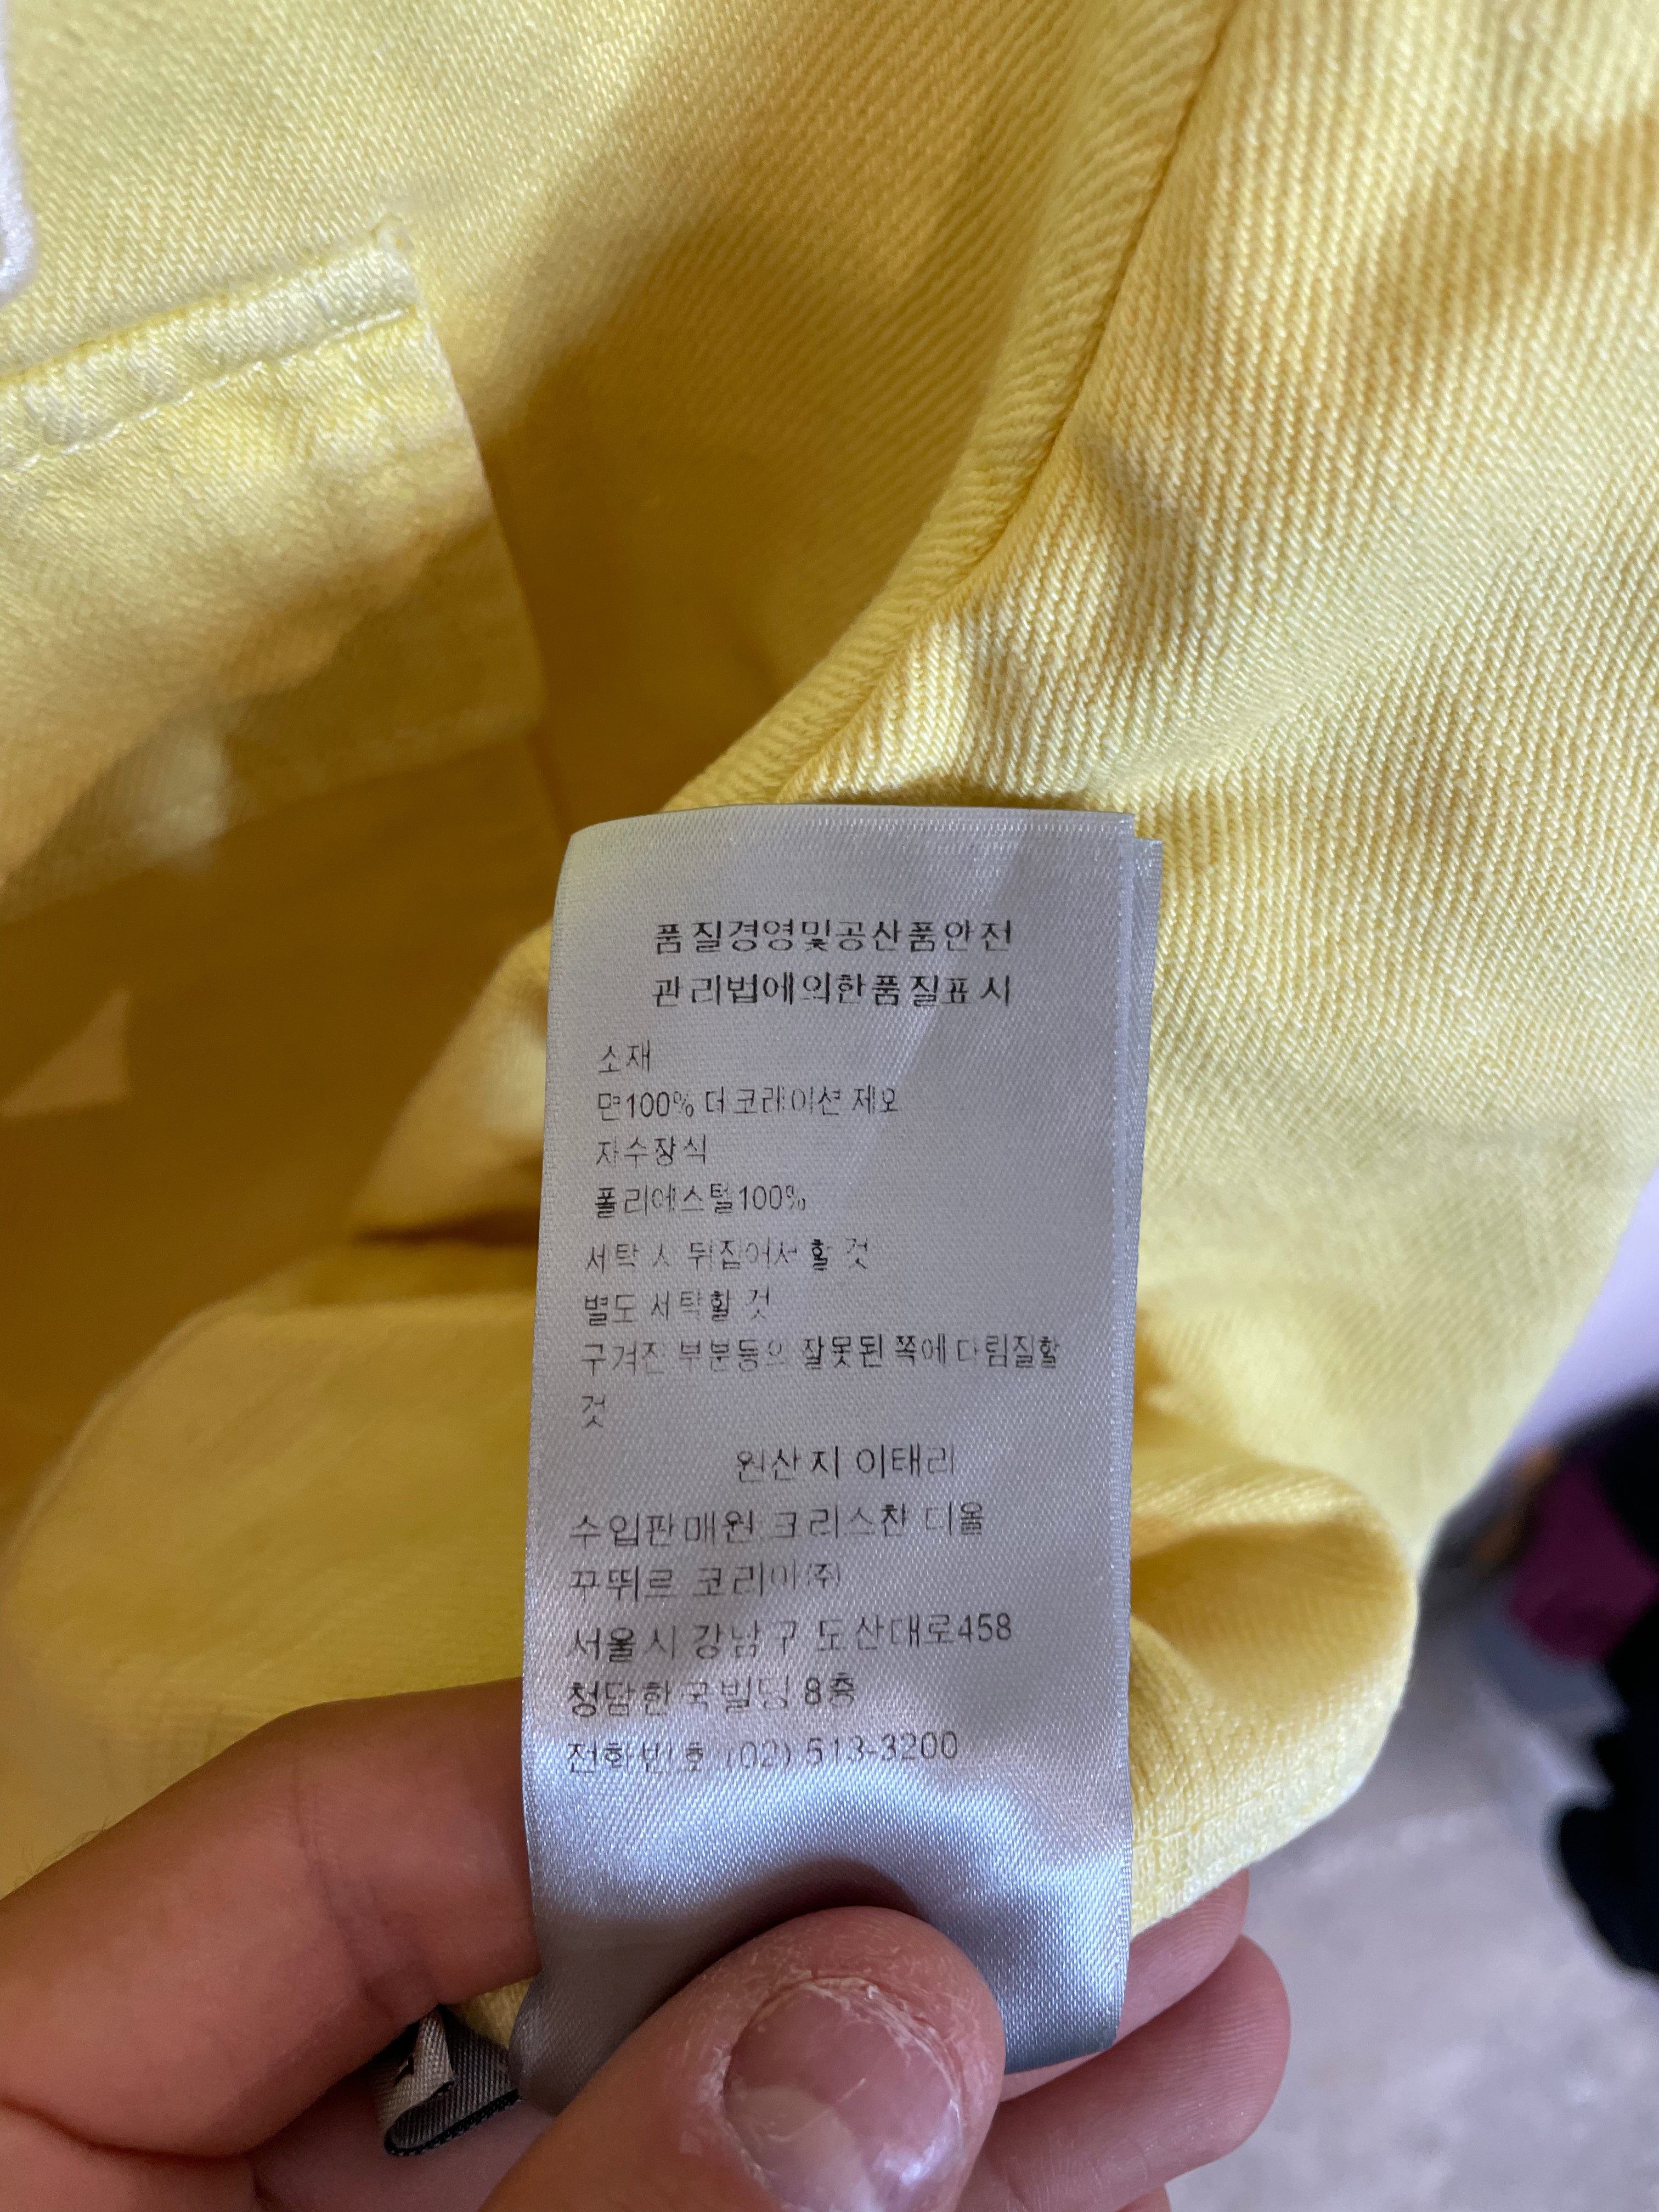 품질경영및공산품안전
관리법에의한품질표시
소재
면100% 더코레이션 제오
자수장식
폴리에스털100%
세탁 시 뒤집어서 할 것
별도 세탁할 것
구겨진 부분등의 잘못된 쪽에 다림질할
것
원산지 이태리
수입판매원 크리스찬 디올
꾸뛰르 코리아(주)
서울시 강남구 도산대로458
청담한국빌딩 8층
전화번호 (02) 513-3200